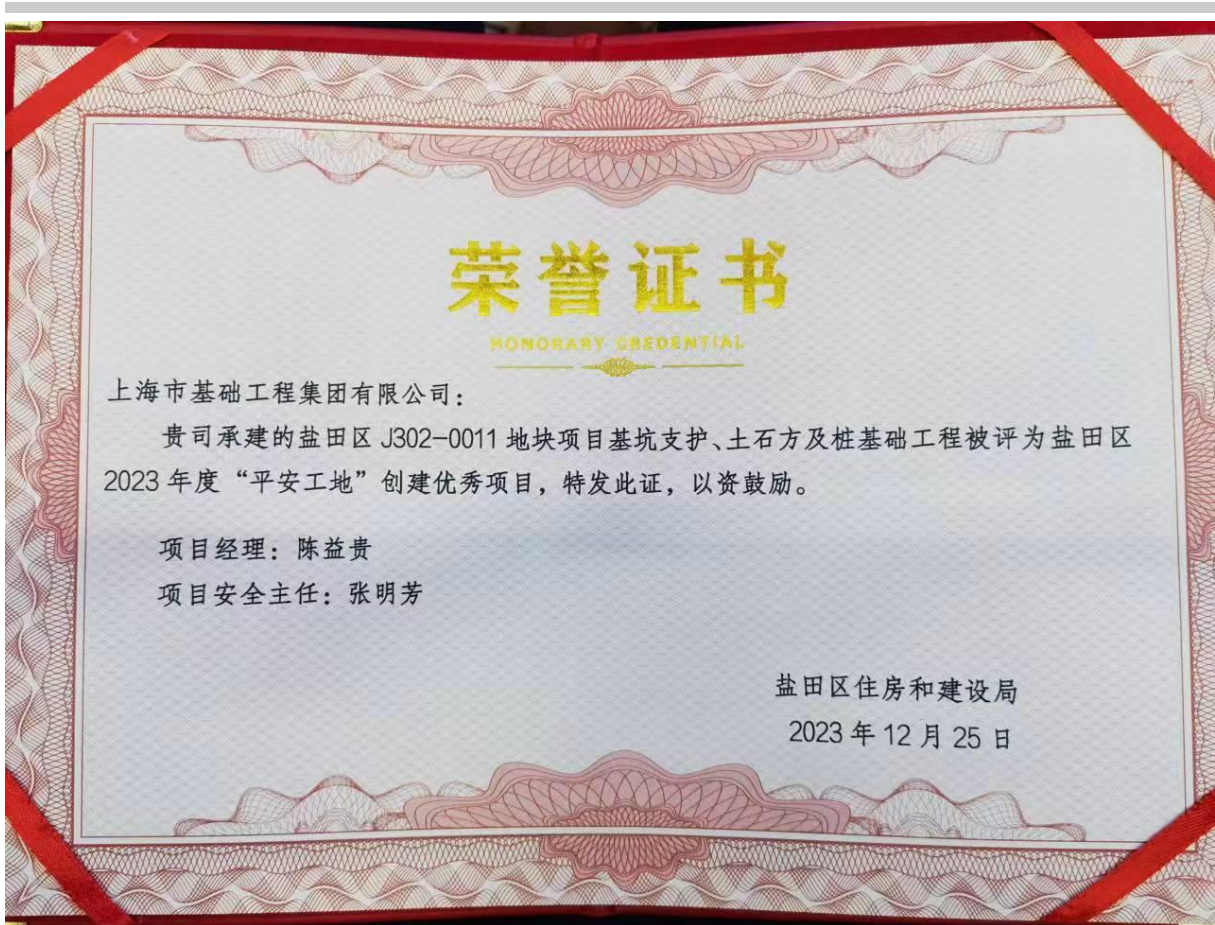 荣誉证书
HONORARY CREDENTIAL
上海市基础工程集团有限公司：
贵司承建的盐田区 J302-0011 地块项目基坑支护、土石方及桩基础工程被评为盐田区
2023 年度“平安工地”创建优秀项目，特发此证，以资鼓励。
项目经理：陈益贵
项目安全主任：张明芳
盐田区住房和建设局
2023 年 12 月 25 日